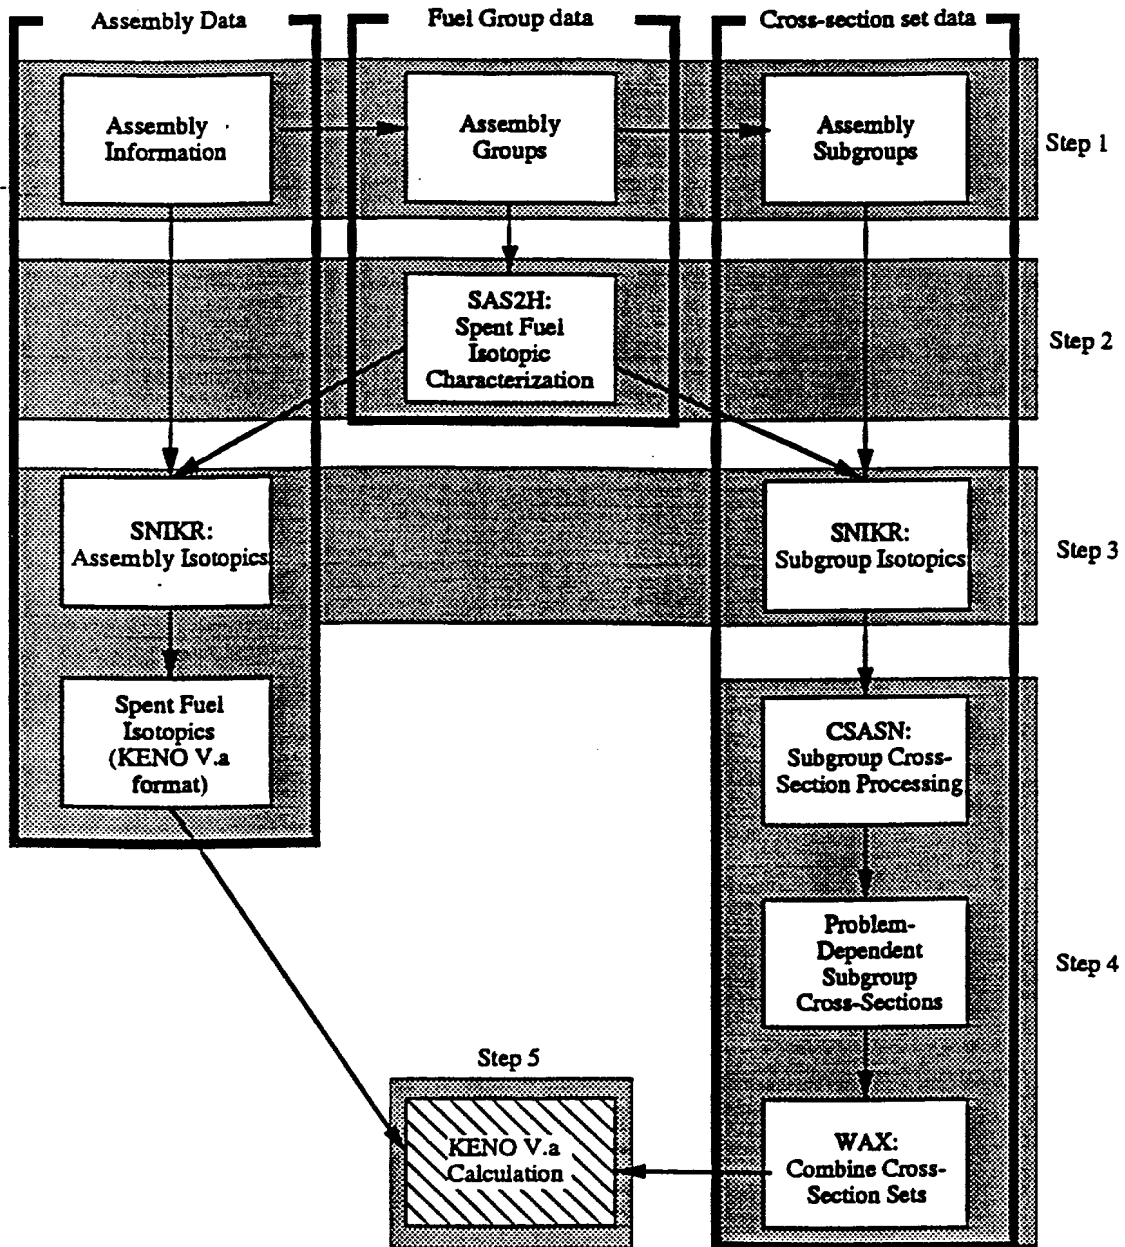 Assembly Data
Fuel Group data
Cross-section set data
Assembly
Information
Assembly
Groups
Assembly
Subgroups
Step 1
SAS2H:
Spent Fuel
Isotopic
Characterization
Step 2
SNIKR:
Assembly Isotopics
SNIKR:
Subgroup Isotopics
Step 3
Spent Fuel
Isotopics
(KENO V.a
format)
CSASN:
Subgroup Cross-
Section Processing
Problem-
Dependent
Subgroup
Cross-Sections
Step 4
Step 5
KENO V.a
Calculation
WAX:
Combine Cross-
Section Sets